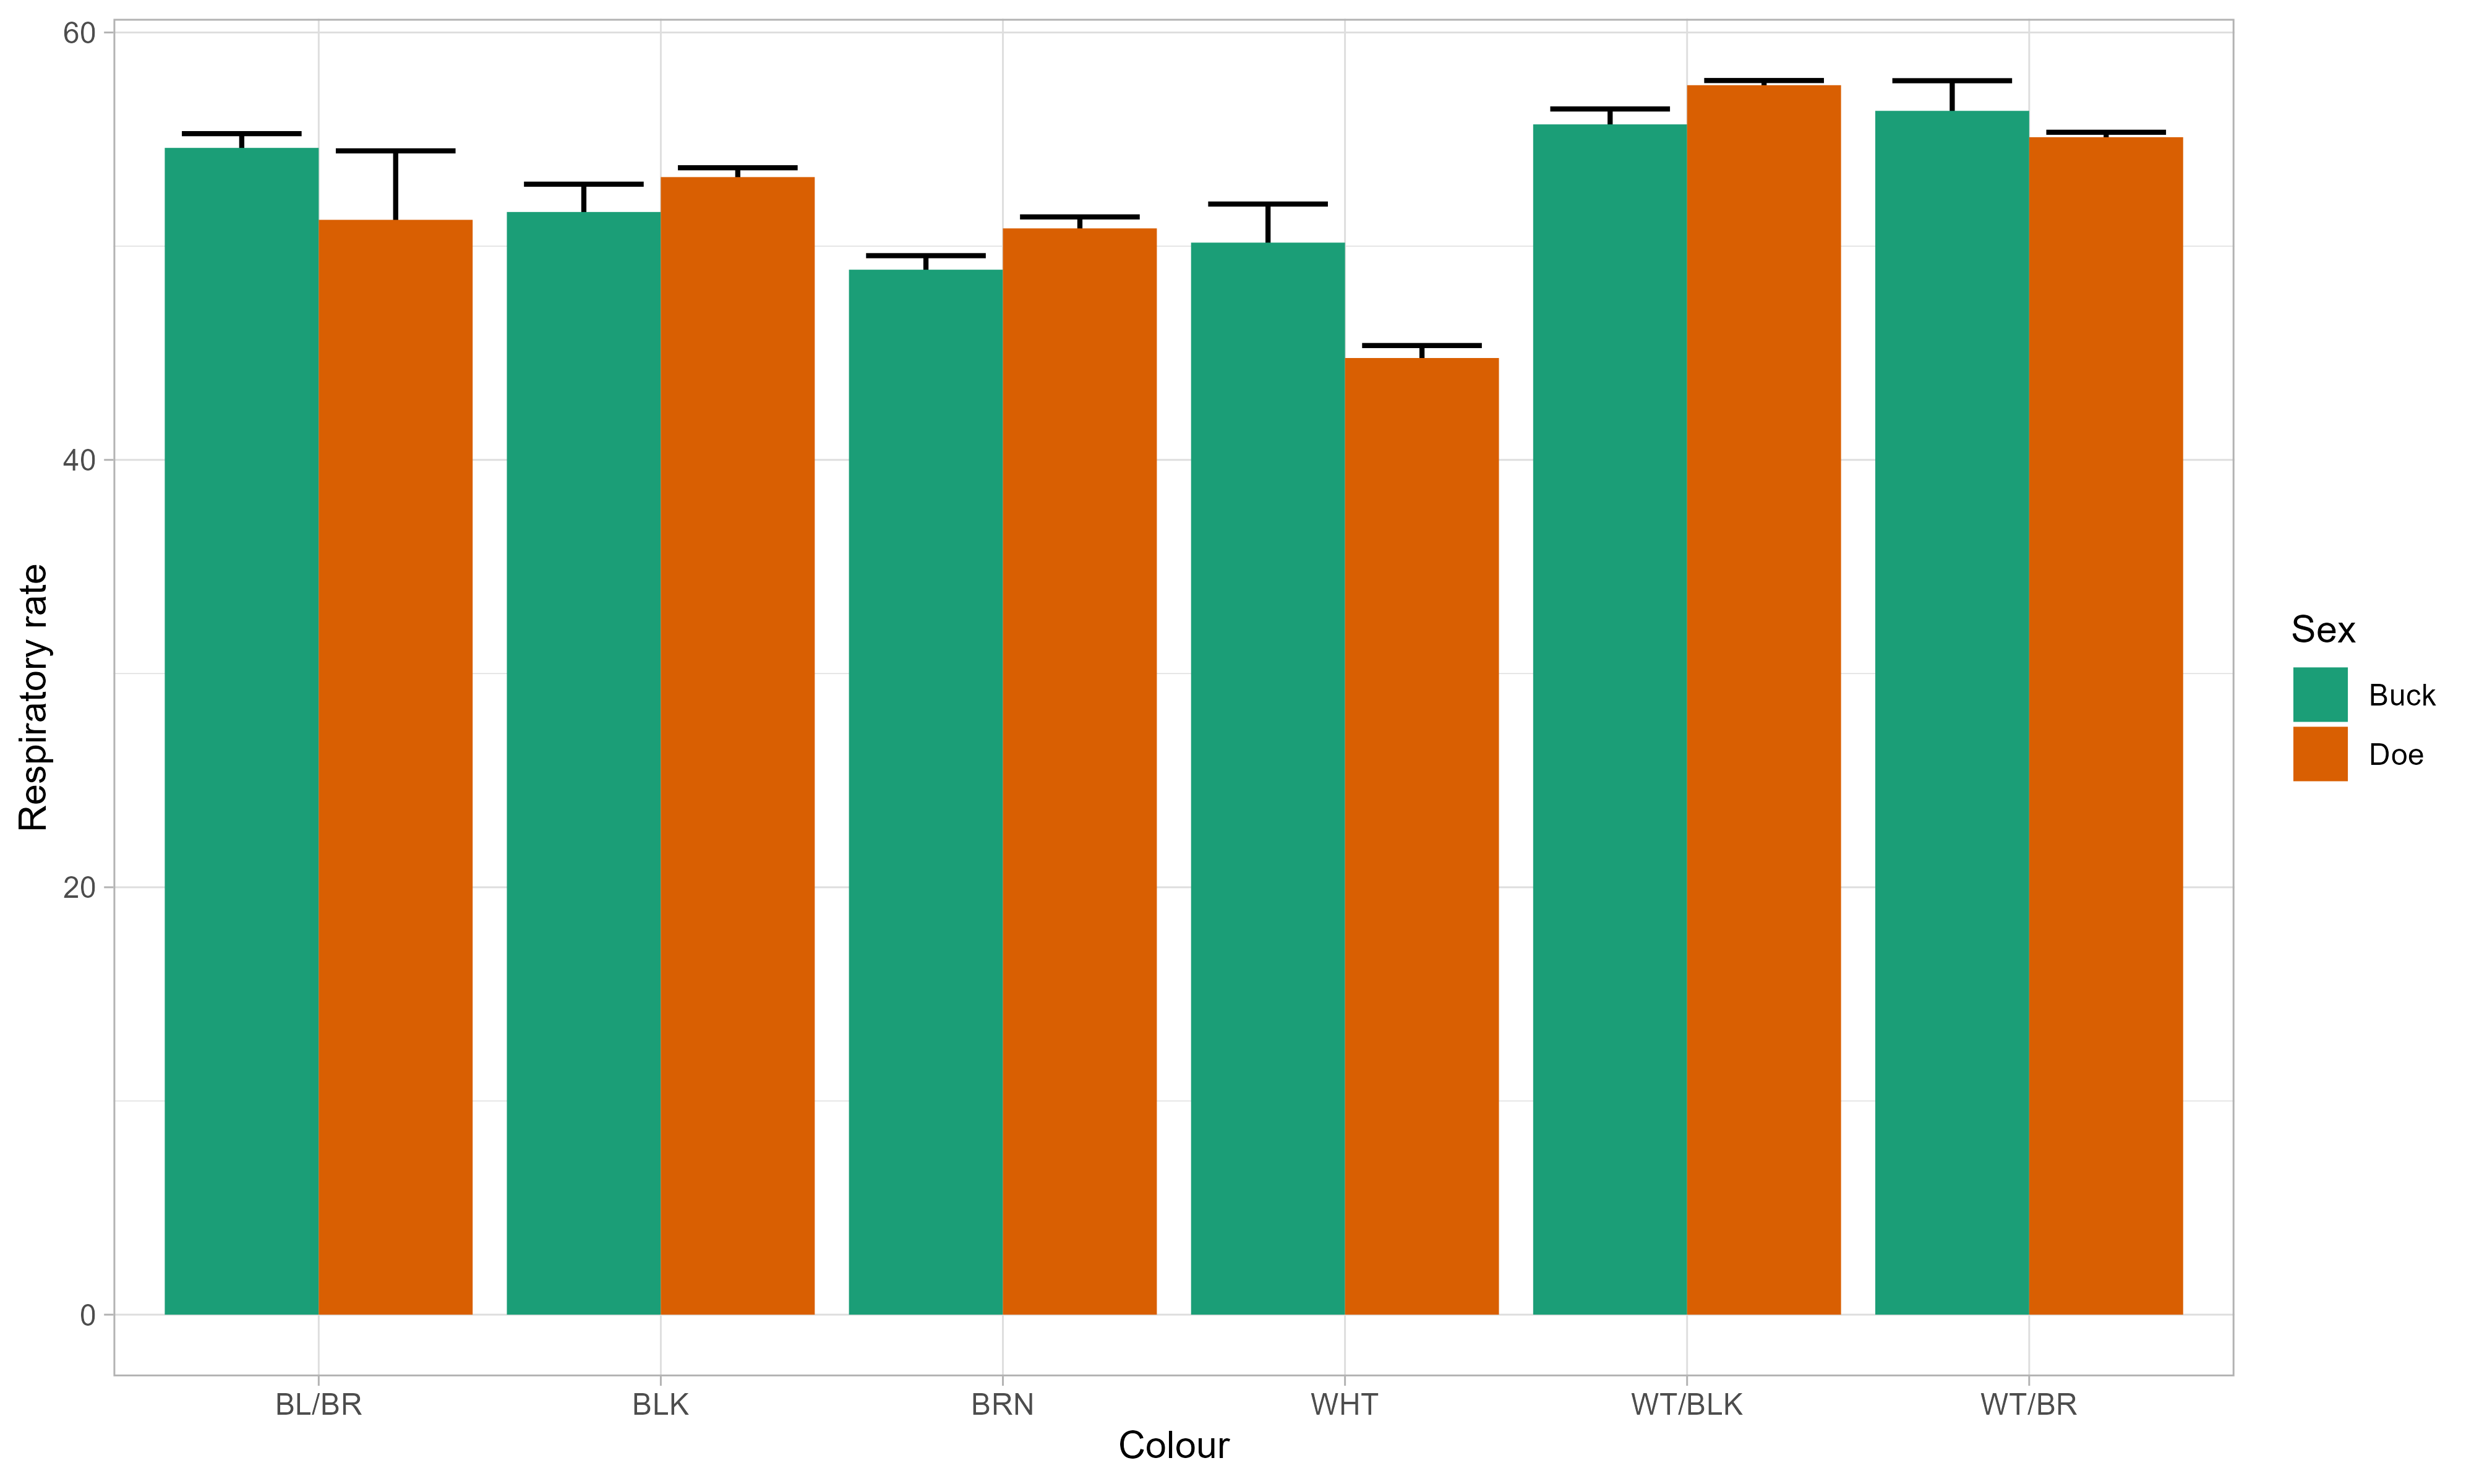 60
40
20
0
Respiratory rate
BL/BR
BLK
BRN
WHT
WT/BLK
WT/BR
Colour
Sex
Buck
Doe